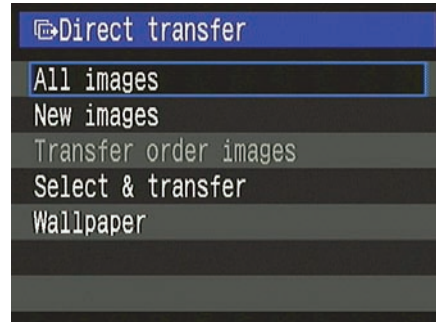 Direct transfer
All images
New images
Transfer order images
Select & transfer
Wallpaper